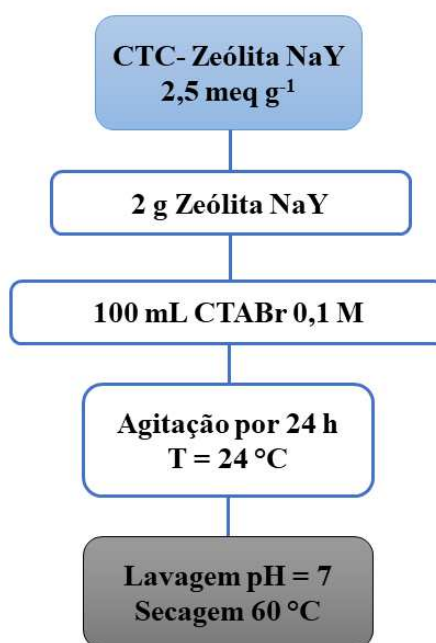 CTC- Zeólita NaY
2,5 meq g⁻¹
2 g Zeólita NaY
100 mL CTABr 0,1 M
Agitação por 24 h
T = 24 °C
Lavagem pH = 7
Secagem 60 °C